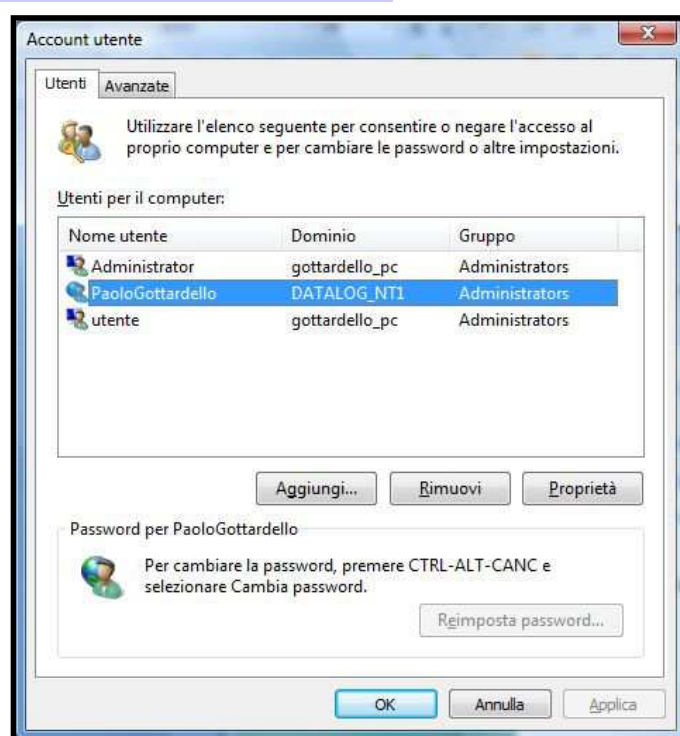 Account utente
Utenti Avanzate
Utilizzare l'elenco seguente per consentire o negare l'accesso al
proprio computer e per cambiare le password o altre impostazioni.
Utenti per il computer:
Nome utente Dominio Gruppo
Administrator gottardello_pc Administrators
PaoloGottardello DATALOG_NT1 Administrators
utente gottardello_pc Administrators
Aggiungi... Rimuovi Proprietà
Password per PaoloGottardello
Per cambiare la password, premere CTRL-ALT-CANC e
selezionare Cambia password.
Reimposta password...
OK Annulla Applica